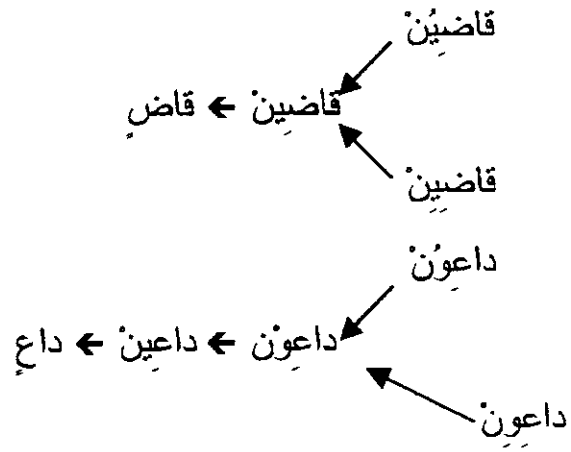 قاضِيُنْ
قاضِينْ ← قاضٍ
قاضِيِنْ
داعِوُنْ
داعِوْن ← داعِينْ ← داعٍ
داعِوِنْ